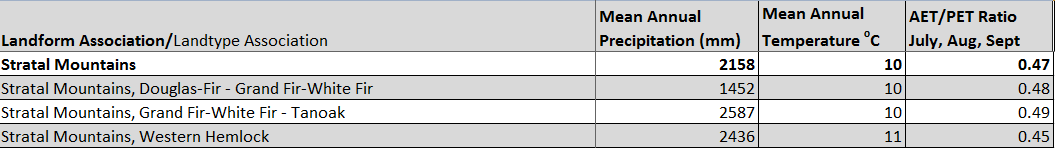 Landform Association/Landtype Association Mean Annual Precipitation (mm) Mean Annual Temperature °C AET/PET Ratio July, Aug, Sept
Stratal Mountains 2158 10 0.47
Stratal Mountains, Douglas-Fir - Grand Fir-White Fir 1452 10 0.48
Stratal Mountains, Grand Fir-White Fir - Tanoak 2587 10 0.49
Stratal Mountains, Western Hemlock 2436 11 0.45